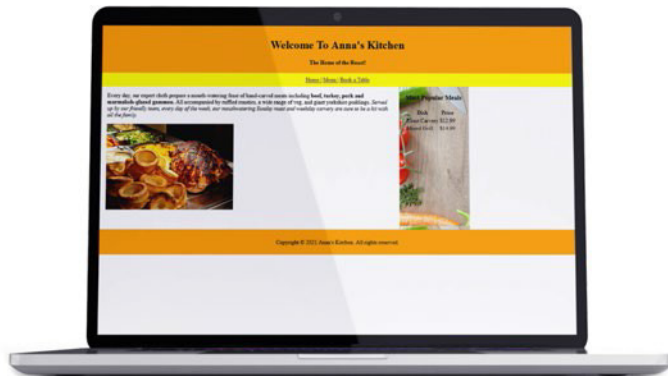 Welcome To Anna's Kitchen
The Home of the Roast!
Home | Menu | Book a Table
Every day, our expert chefs prepare a mouth-watering feast of hand-carved meats including beef, turkey, pork and
marmalade-glazed gammon. All accompanied by ruffled roasties, a wide range of veg, and giant yorkshire puddings. Served
up by our friendly team, every day of the week, our mouthwatering Sunday roast and weekday carvery are sure to be a hit with
all the family.
Most Popular Meals
Dish Price
Carvery $12.99
Mixed Grill
Copyright © Anna's Kitchen. All rights reserved